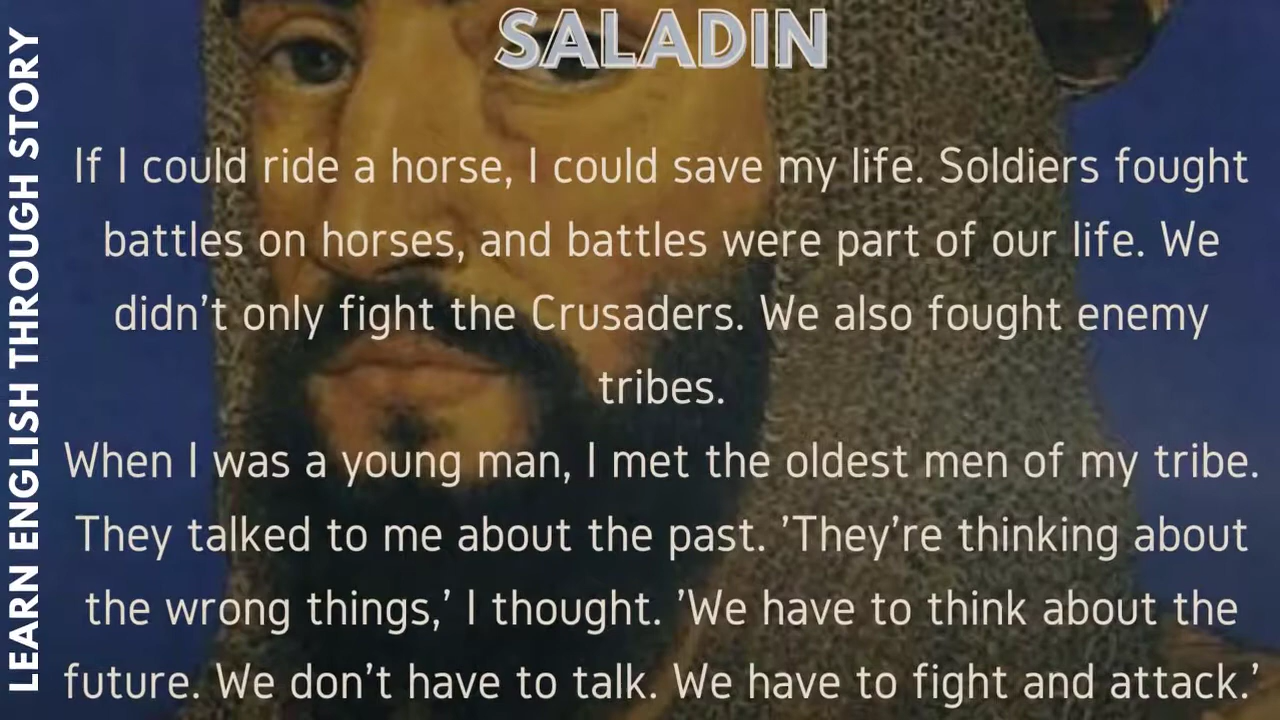 SALADIN
LEARN ENGLISH THROUGH STORY
If I could ride a horse, I could save my life. Soldiers fought
battles on horses, and battles were part of our life. We
didn't only fight the Crusaders. We also fought enemy
tribes.
When I was a young man, I met the oldest men of my tribe.
They talked to me about the past. 'They're thinking about
the wrong things,' I thought. 'We have to think about the
future. We don't have to talk. We have to fight and attack.'